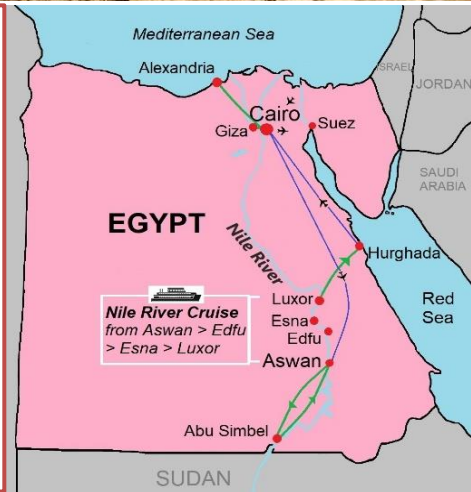 Mediterranean Sea
Alexandria
ISRAEL
JORDAN
Cairo
Giza
Suez
SAUDI
ARABIA
EGYPT
Nile River
Hurghada
Red
Sea
Luxor
Nile River Cruise
from Aswan > Edfu
> Esna > Luxor
Esna
Edfu
Aswan
Abu Simbel
SUDAN